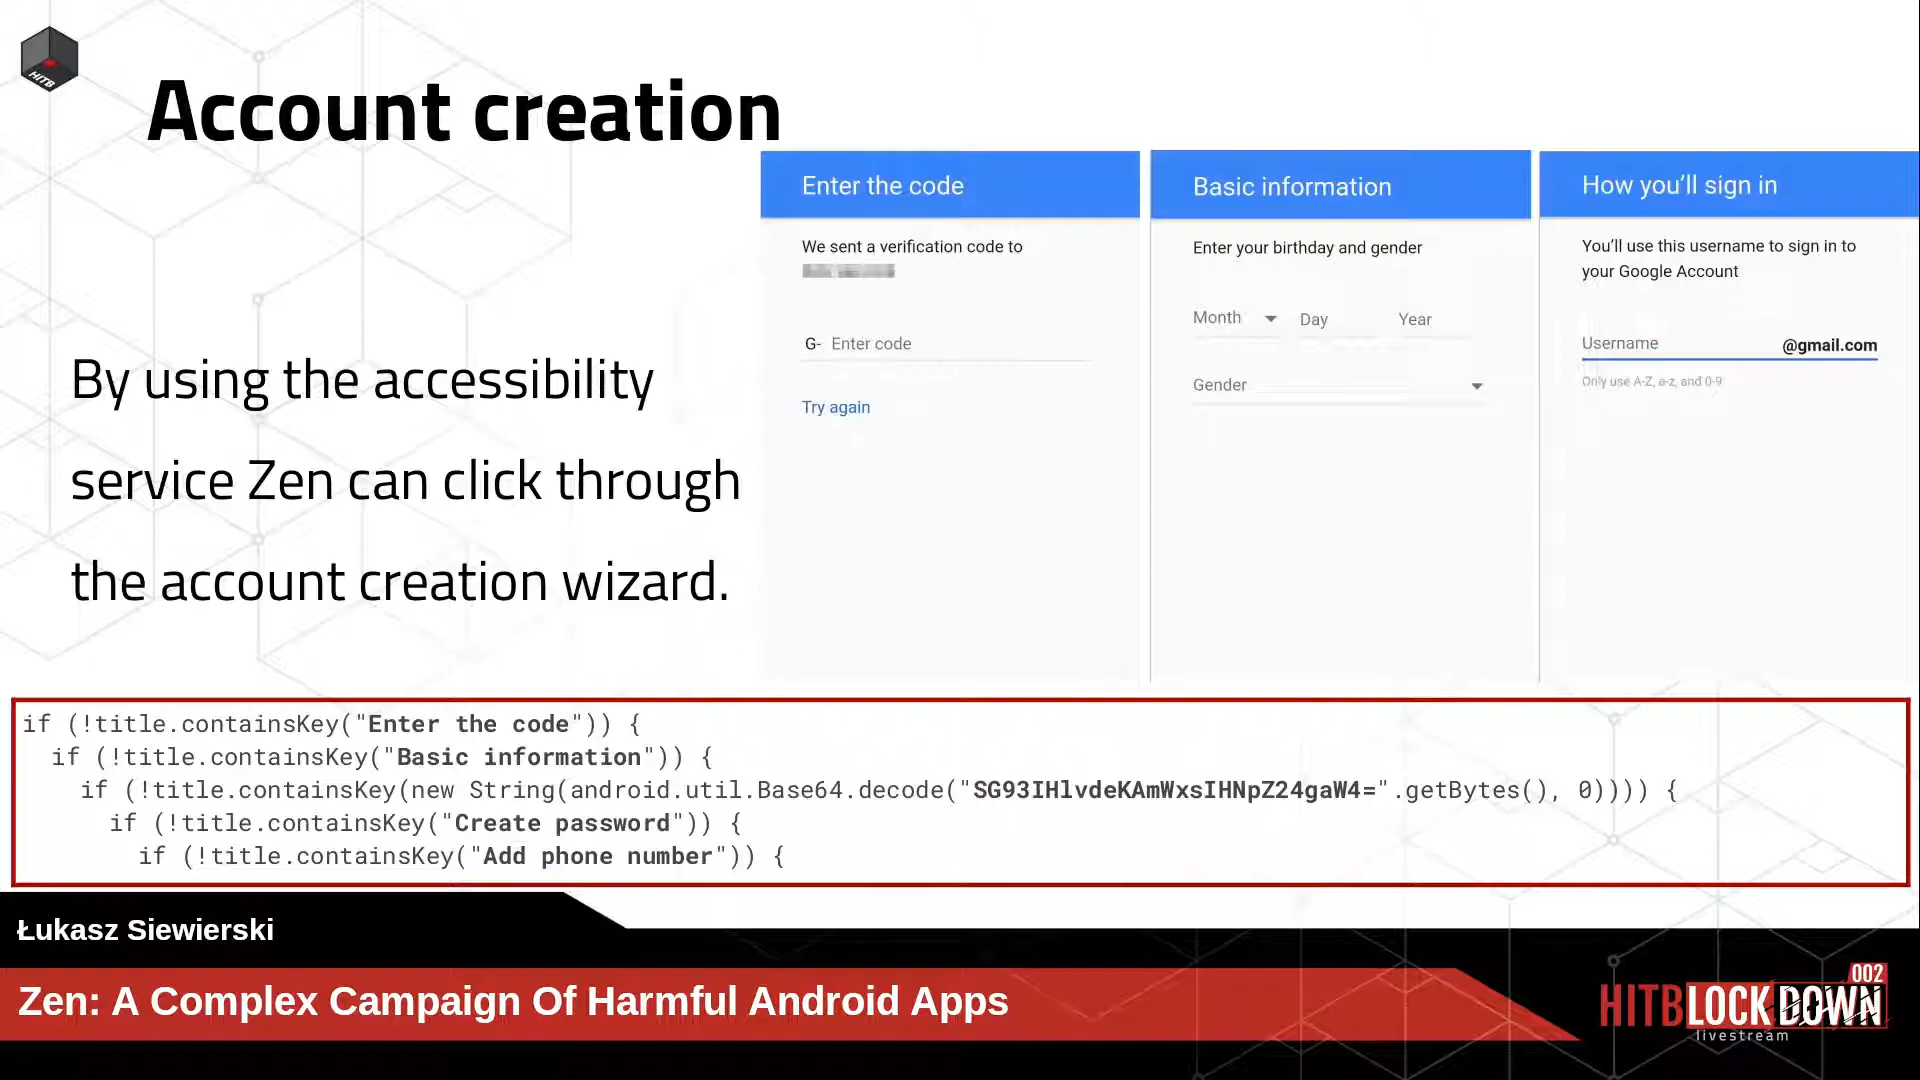 HITB
Account creation
By using the accessibility
service Zen can click through
the account creation wizard.
Enter the code
We sent a verification code to
G- Enter code
Try again
Basic information
Enter your birthday and gender
Month Day Year
Gender
How you’ll sign in
You’ll use this username to sign in to
your Google Account
Username @gmail.com
Only use A-Z, a-z, and 0-9
if (!title.containsKey("Enter the code")) {
if (!title.containsKey("Basic information")) {
if (!title.containsKey(new String(android.util.Base64.decode("SG93IHlvdeKAmWxsIHNpZ24gaW4=".getBytes(), 0)))) {
if (!title.containsKey("Create password")) {
if (!title.containsKey("Add phone number")) {
Łukasz Siewierski
Zen: A Complex Campaign Of Harmful Android Apps
002
HITBLOCKDOWN
livestream